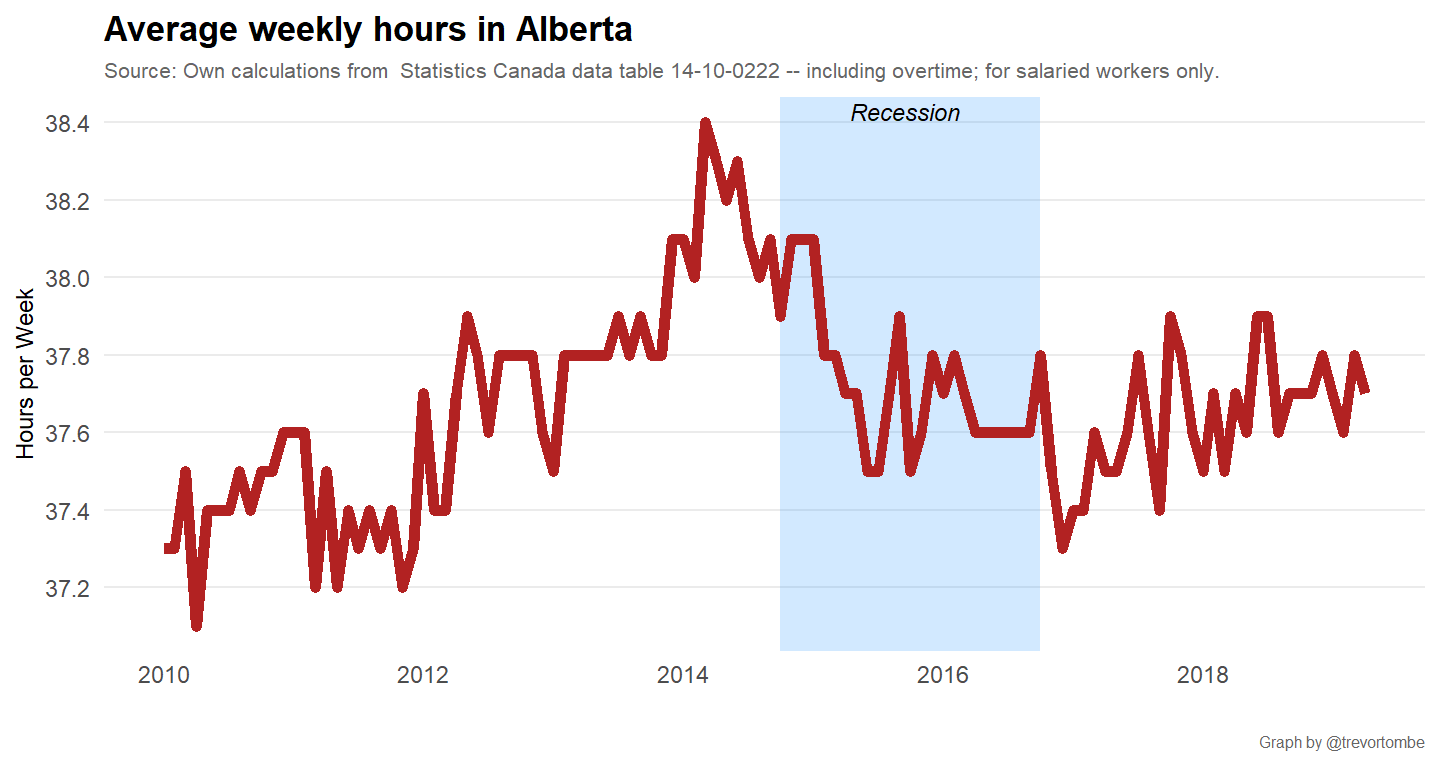 Average weekly hours in Alberta
Source: Own calculations from  Statistics Canada data table 14-10-0222 -- including overtime; for salaried workers only.
Recession
Hours per Week
38.4
38.2
38.0
37.8
37.6
37.4
37.2
2010 2012 2014 2016 2018
Graph by @trevortombe